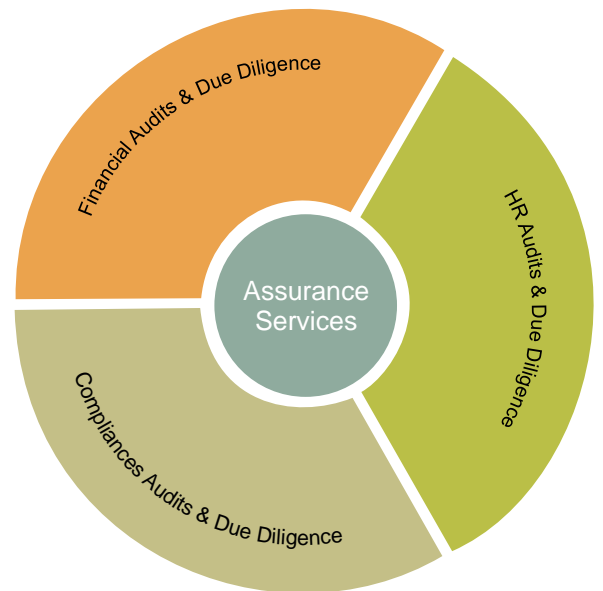 Financial Audits & Due Diligence
HR Audits & Due Diligence
Assurance
Services
Compliances Audits & Due Diligence